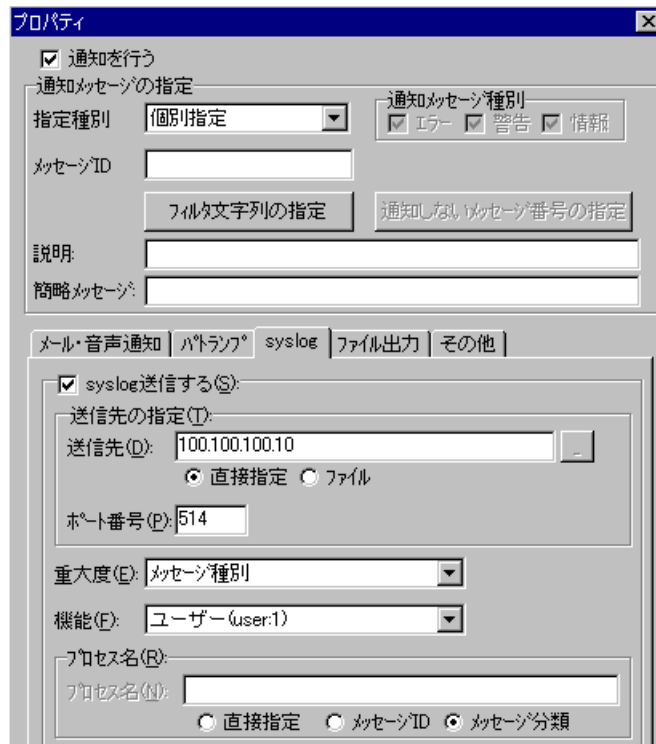 プロパティ
通知を行う
通知メッセージの指定
指定種別 個別指定
通知メッセージ種別
エラー 警告 情報
メッセージID
フィルタ文字列の指定 通知しないメッセージ番号の指定
説明:
簡略メッセージ:
メール・音声通知 パトランプ syslog ファイル出力 その他
syslog送信する(S):
送信先の指定(T):
送信先(D): 100.100.100.10 ..
直接指定 ファイル
ポート番号(P): 514
重大度(E): メッセージ種別
機能(F): ユーザー(user:1)
プロセス名(R):
プロセス名(N):
直接指定 メッセージID メッセージ分類